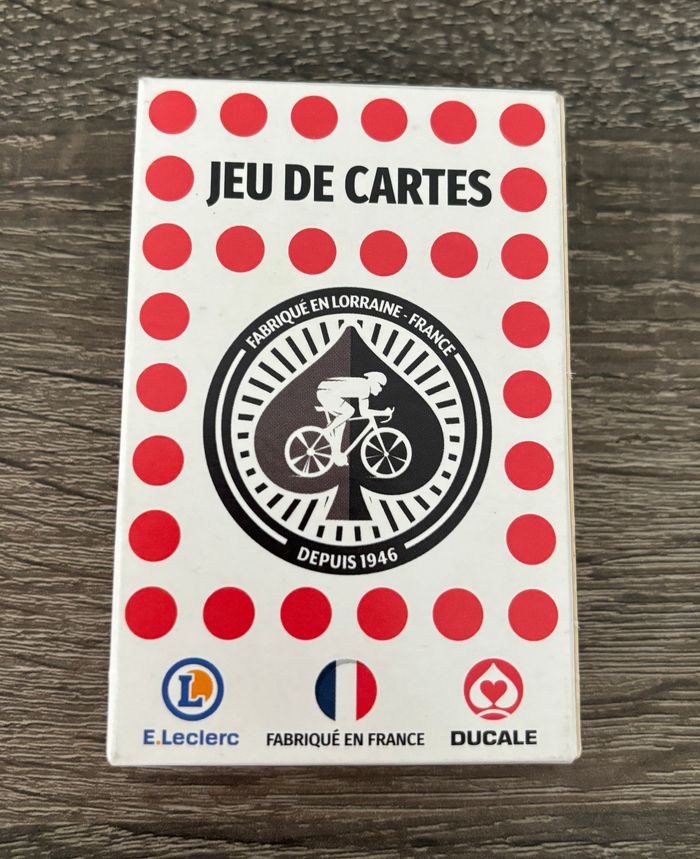 JEU DE CARTES
FABRIQUÉ EN LORRAINE - FRANCE
DEPUIS 1946
L
E.Leclerc
FABRIQUÉ EN FRANCE
DUCALE